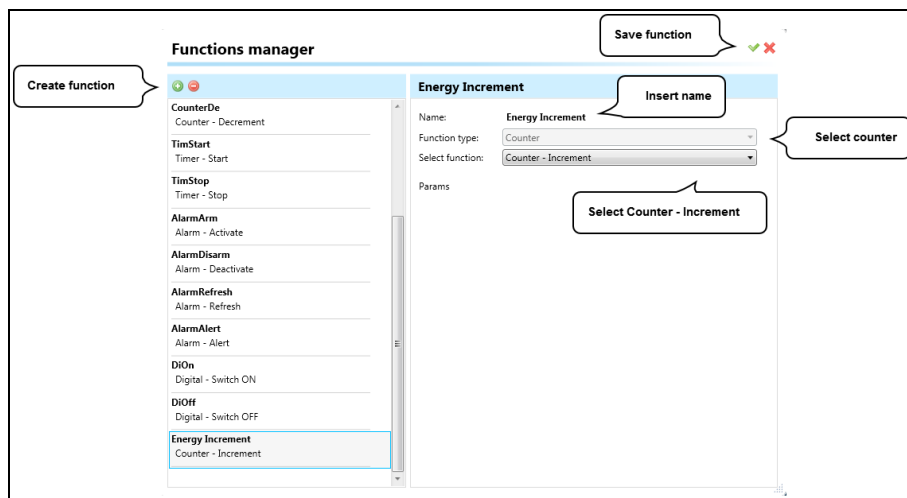 Save function
Functions manager
Create function
Energy Increment
Insert name
CounterDe
Counter - Decrement
TimStart
Timer - Start
TimStop
Timer - Stop
AlarmArm
Alarm - Activate
AlarmDisarm
Alarm - Deactivate
AlarmRefresh
Alarm - Refresh
AlarmAlert
Alarm - Alert
DiOn
Digital - Switch ON
DiOff
Digital - Switch OFF
Energy Increment
Counter - Increment
Name: Energy Increment
Function type: Counter
Select counter
Select function: Counter - Increment
Params
Select Counter - Increment